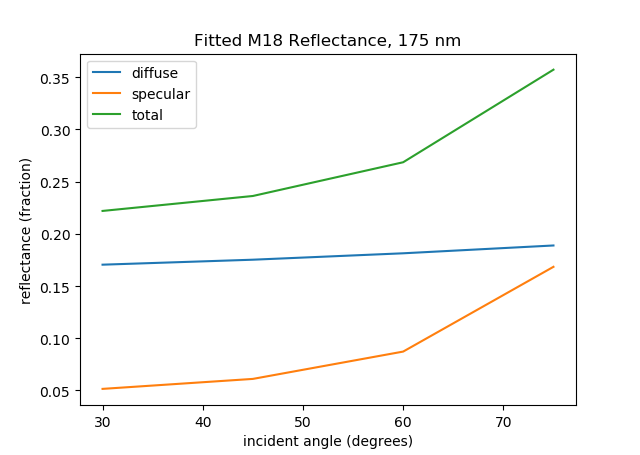 Fitted M18 Reflectance, 175 nm
diffuse
specular
total
0.35
0.30
0.25
0.20
0.15
0.10
0.05
reflectance (fraction)
30 40 50 60 70
incident angle (degrees)